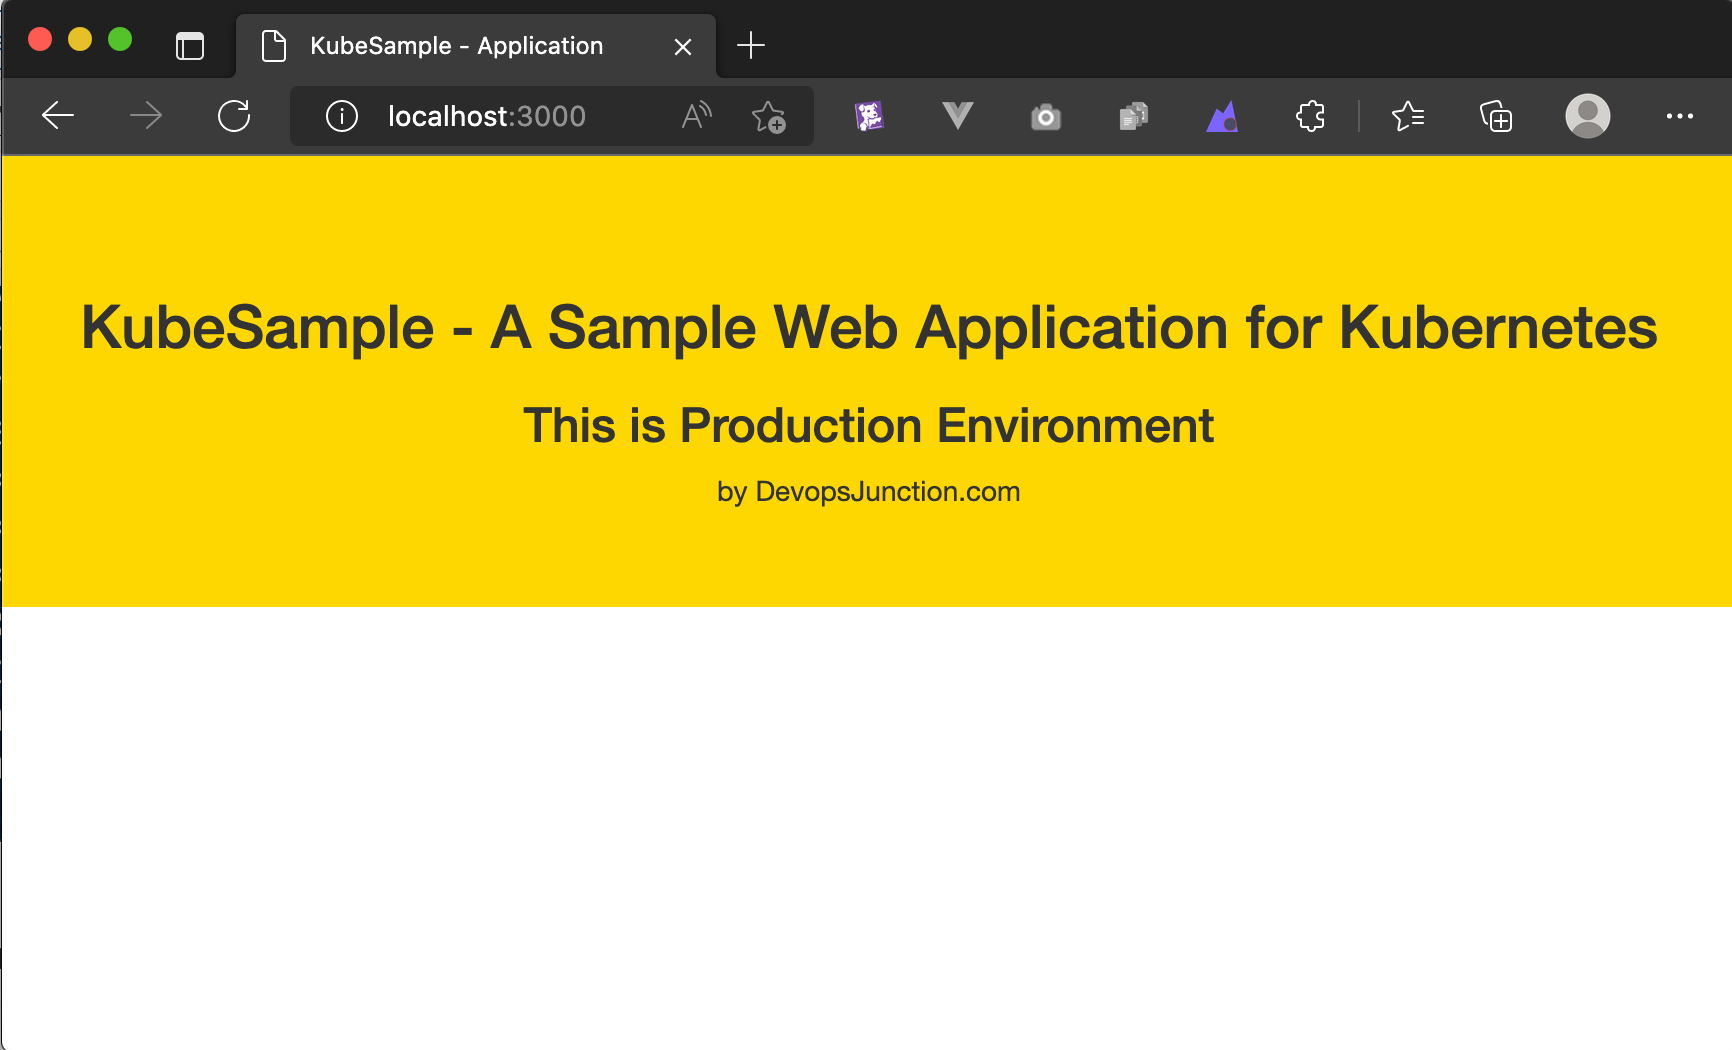 KubeSample - Application
localhost:3000
KubeSample - A Sample Web Application for Kubernetes
This is Production Environment
by DevopsJunction.com